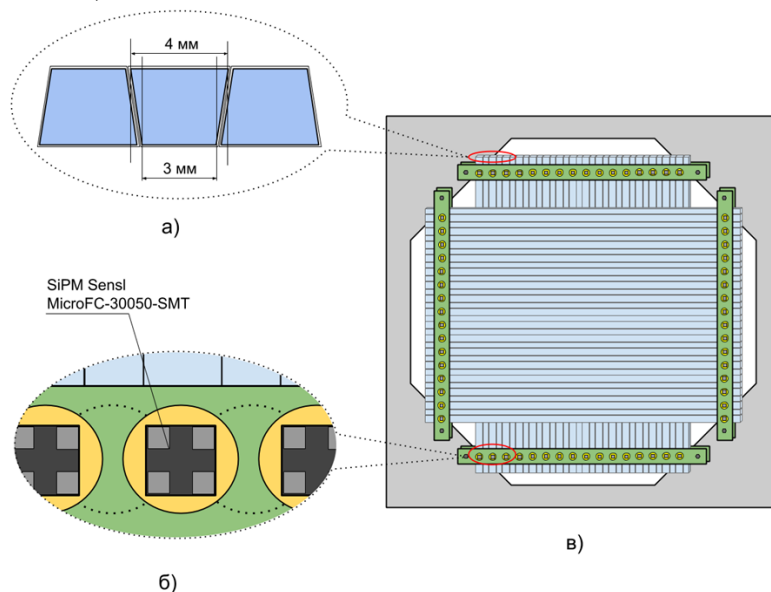 4 мм
3 мм
а)
SiPM Sensl
MicroFC-30050-SMT
б)
в)